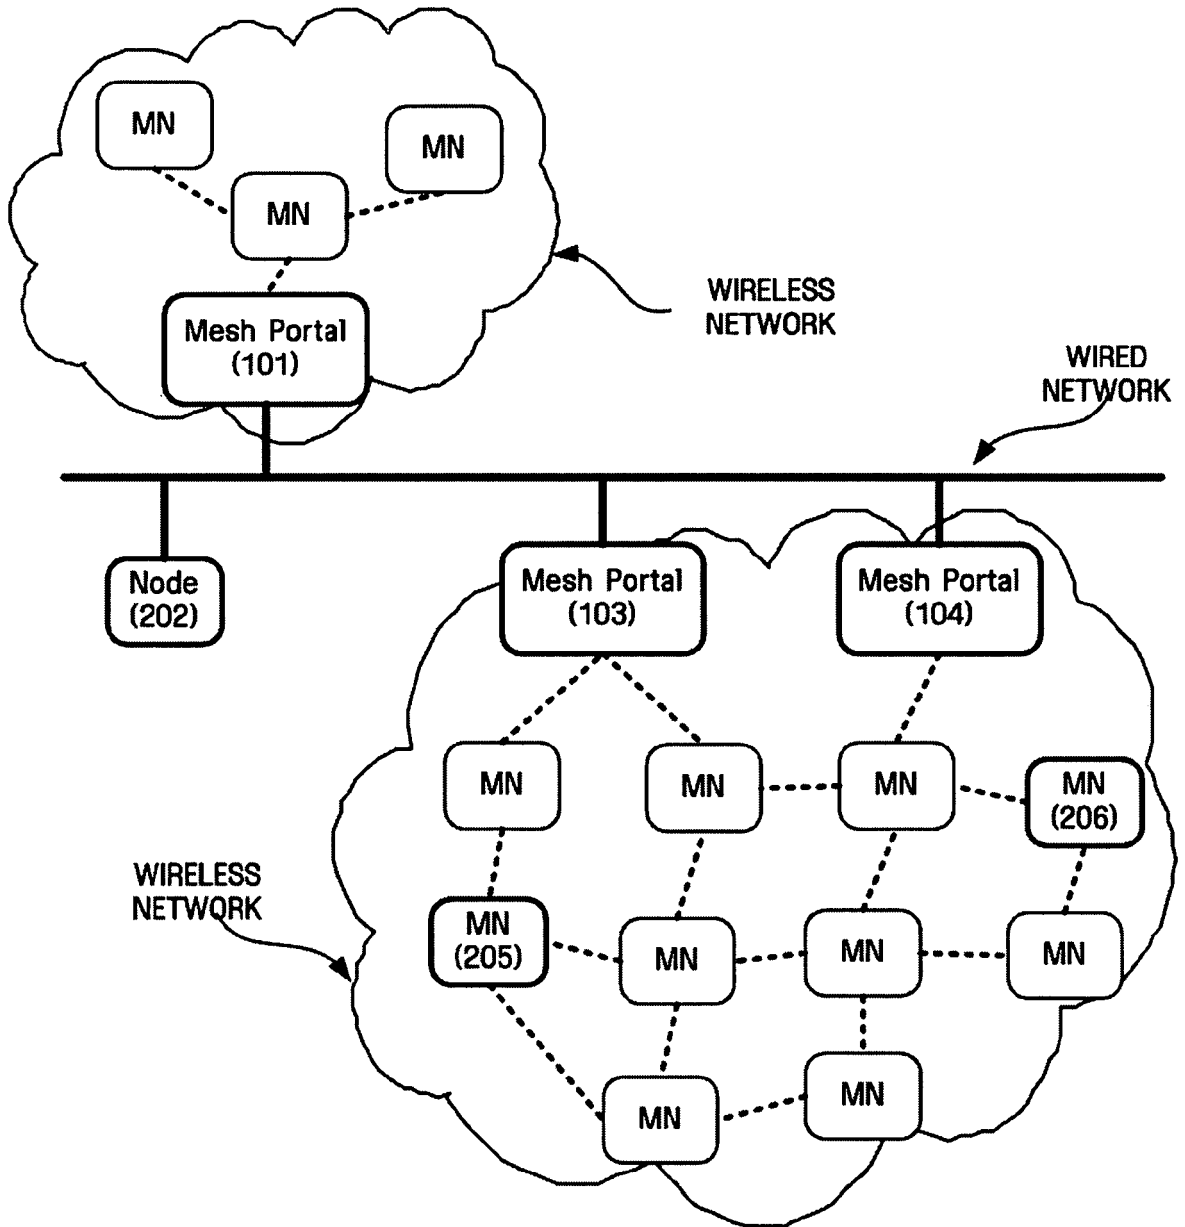 MN
MN
MN
Mesh Portal
(101)
WIRELESS
NETWORK
WIRED
NETWORK
Node
(202)
Mesh Portal
(103)
Mesh Portal
(104)
MN
MN
MN
MN
(206)
WIRELESS
NETWORK
MN
(205)
MN
MN
MN
MN
MN